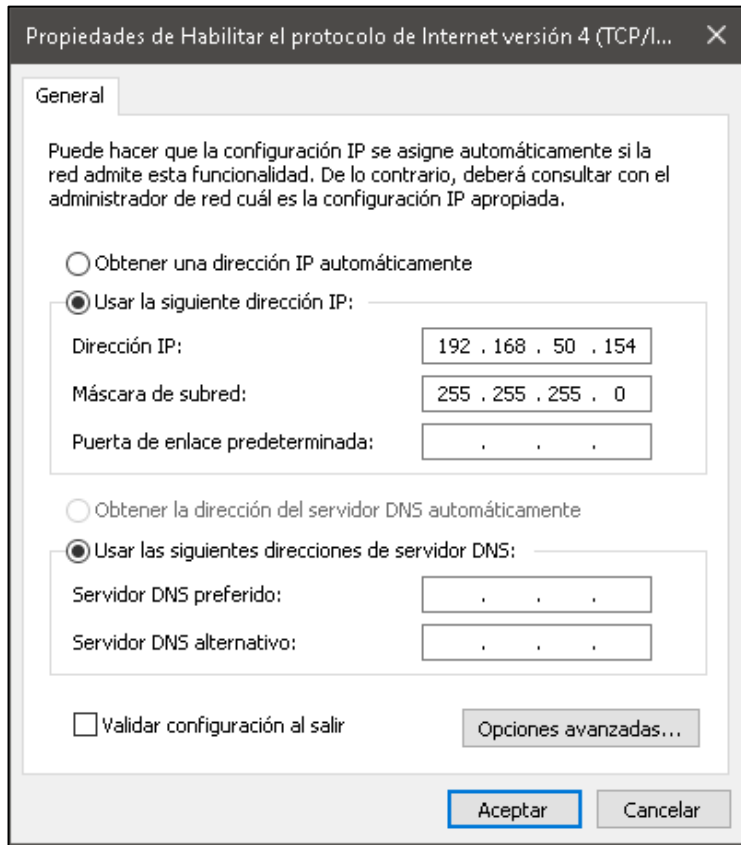 Propiedades de Habilitar el protocolo de Internet versión 4 (TCP/I...
General
Puede hacer que la configuración IP se asigne automáticamente si la
red admite esta funcionalidad. De lo contrario, deberá consultar con el
administrador de red cuál es la configuración IP apropiada.
Obtener una dirección IP automáticamente
Usar la siguiente dirección IP:
Dirección IP: 192 . 168 . 50 . 154
Máscara de subred: 255 . 255 . 255 . 0
Puerta de enlace predeterminada: . . .
Obtener la dirección del servidor DNS automáticamente
Usar las siguientes direcciones de servidor DNS:
Servidor DNS preferido: . . .
Servidor DNS alternativo: . . .
Validar configuración al salir Opciones avanzadas...
Aceptar Cancelar